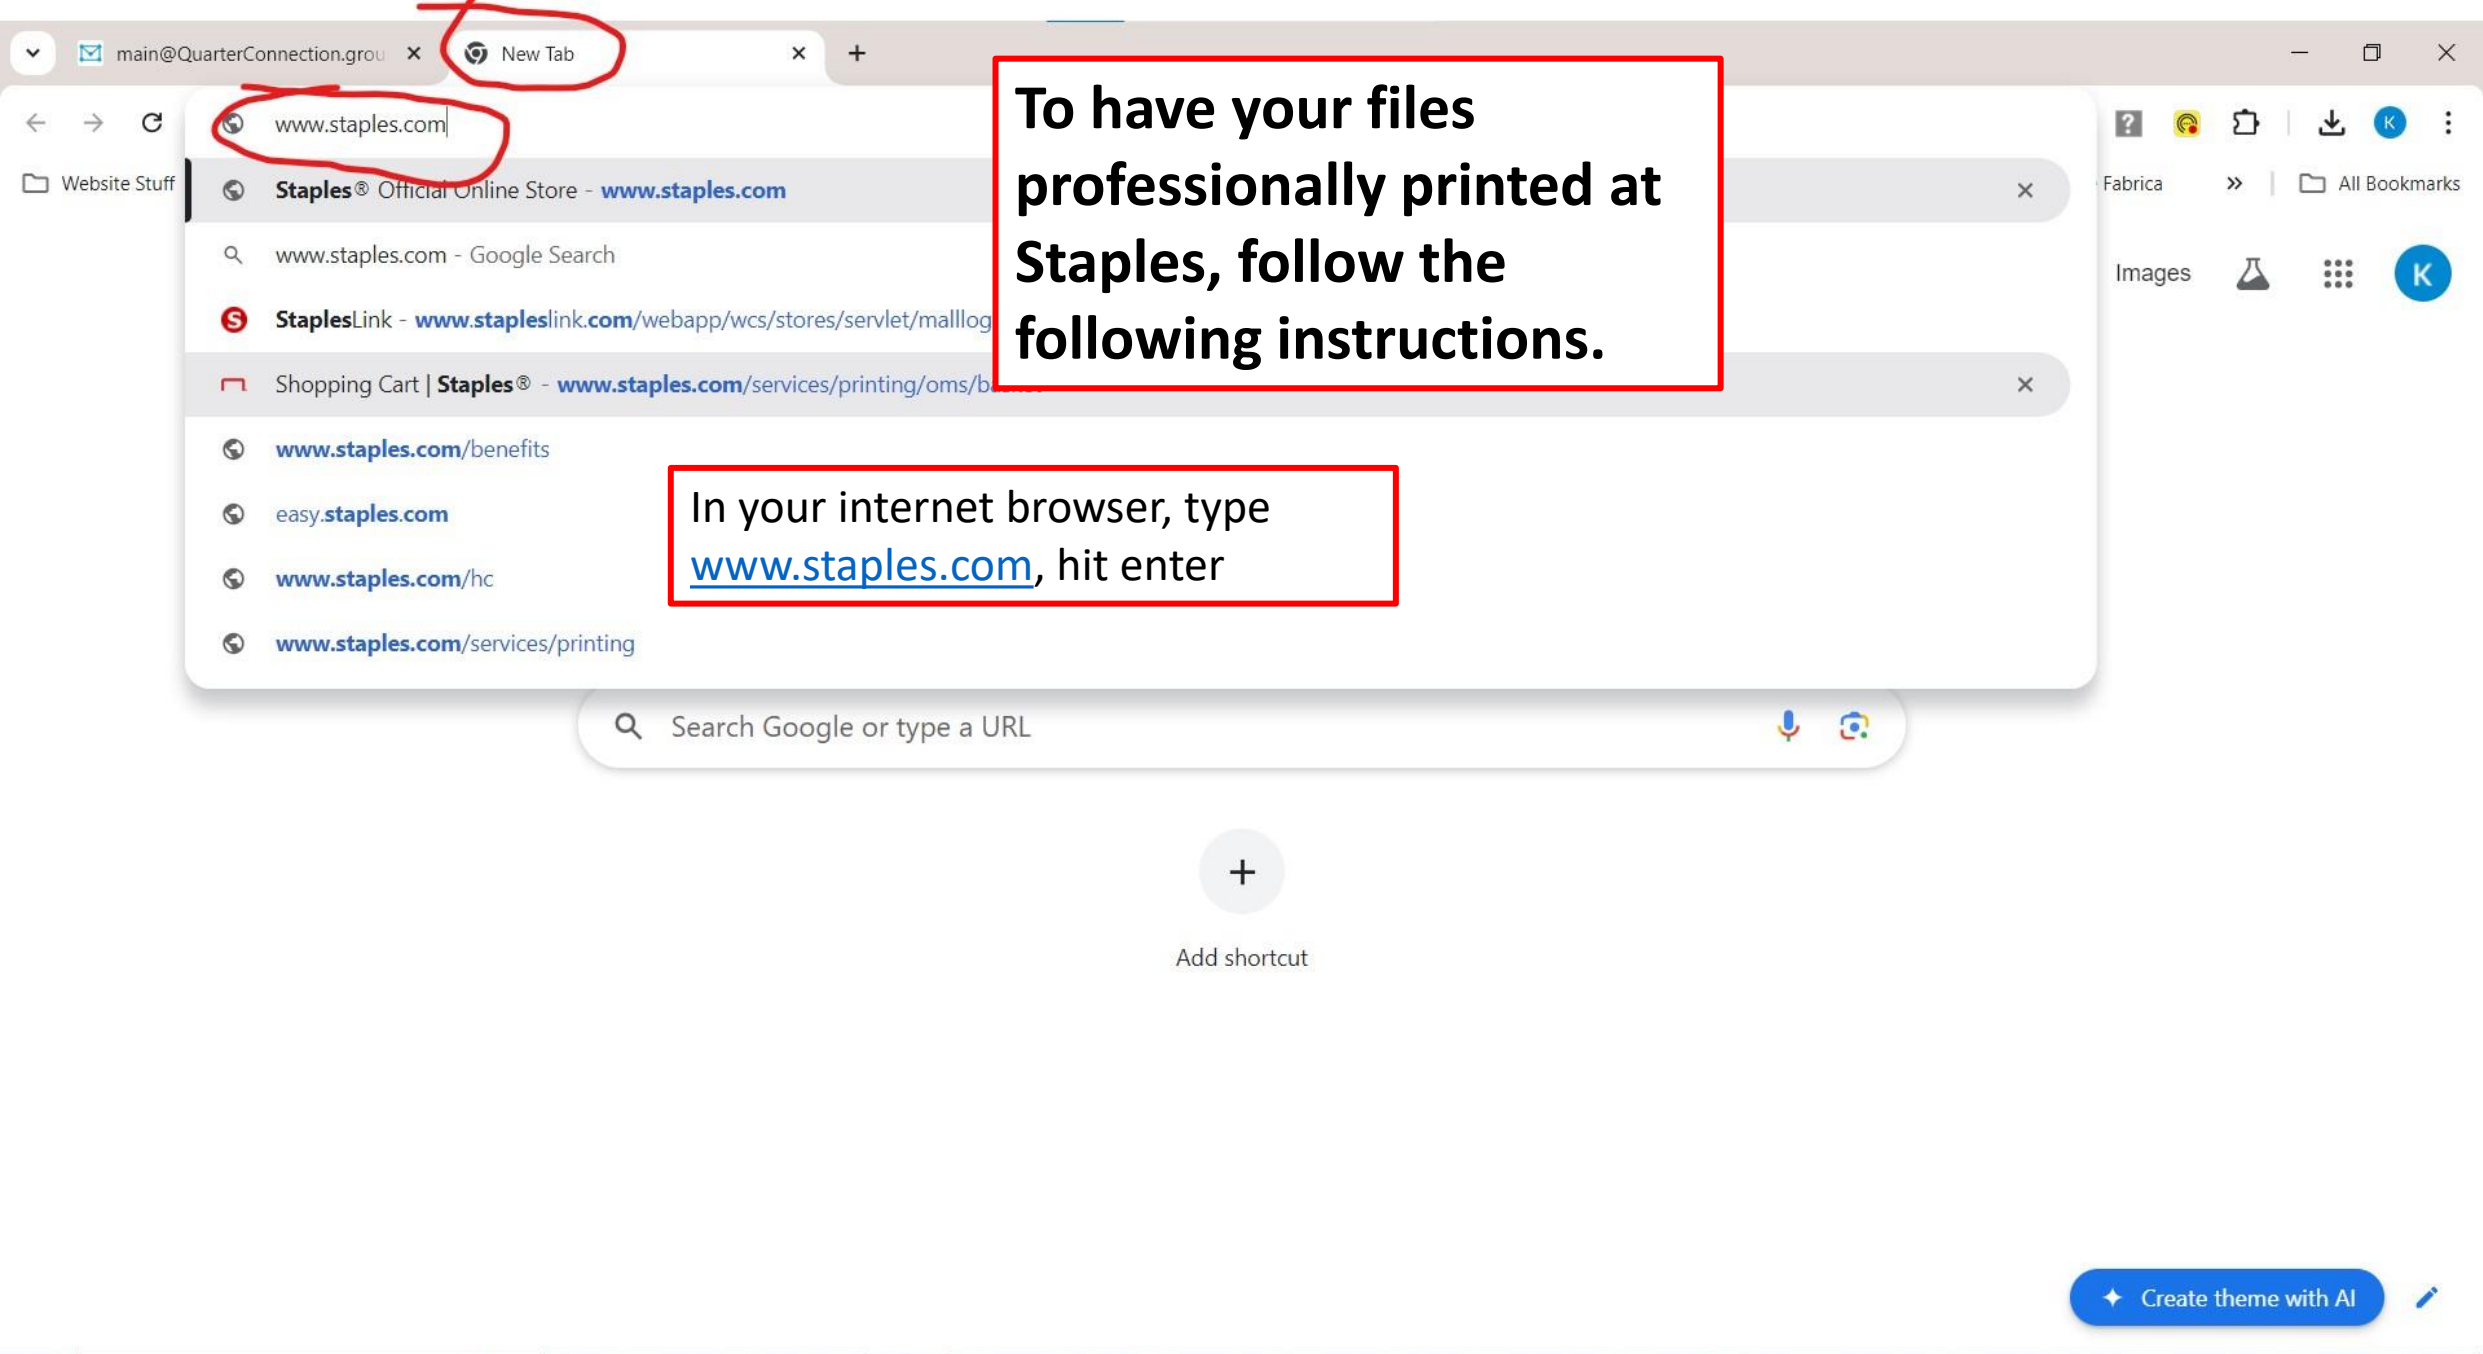 main@QuarterConnection.grou
New Tab
www.staples.com
Website Stuff
Staples® Official Online Store - www.staples.com
Fabrica
All Bookmarks
www.staples.com - Google Search
Images
K
StaplesLink - www.stapleslink.com/webapp/wcs/stores/servlet/malllog
Shopping Cart | Staples® - www.staples.com/services/printing/oms/
To have your files
professionally printed at
Staples, follow the
following instructions.
www.staples.com/benefits
easy.staples.com
www.staples.com/hc
www.staples.com/services/printing
In your internet browser, type
www.staples.com, hit enter
Search Google or type a URL
Add shortcut
Create theme with AI